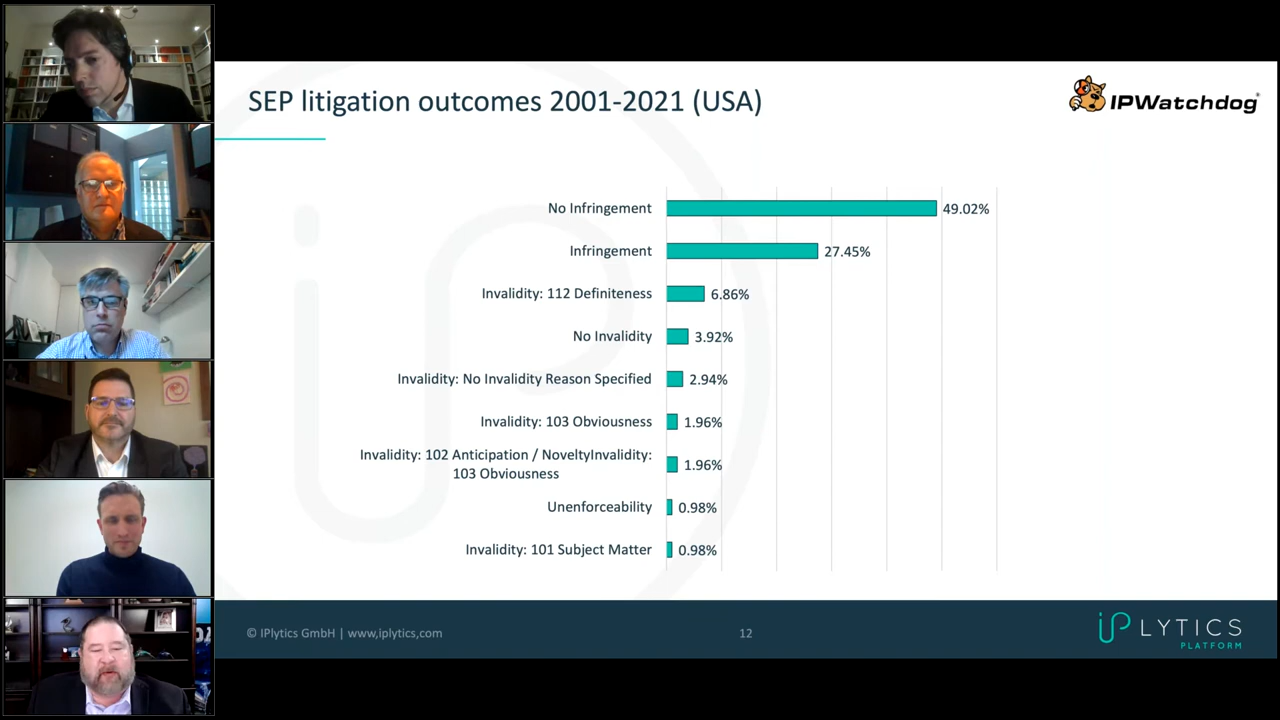 SEP litigation outcomes 2001-2021 (USA)
IPWatchdog®
No Infringement 49.02%
Infringement 27.45%
Invalidity: 112 Definiteness 6.86%
No Invalidity 3.92%
Invalidity: No Invalidity Reason Specified 2.94%
Invalidity: 103 Obviousness 1.96%
Invalidity: 102 Anticipation / NoveltyInvalidity:
103 Obviousness 1.96%
Unenforceability 0.98%
Invalidity: 101 Subject Matter 0.98%
© IPlytics GmbH | www,iplytics,com
12
IP LYTICS
PLATFORM